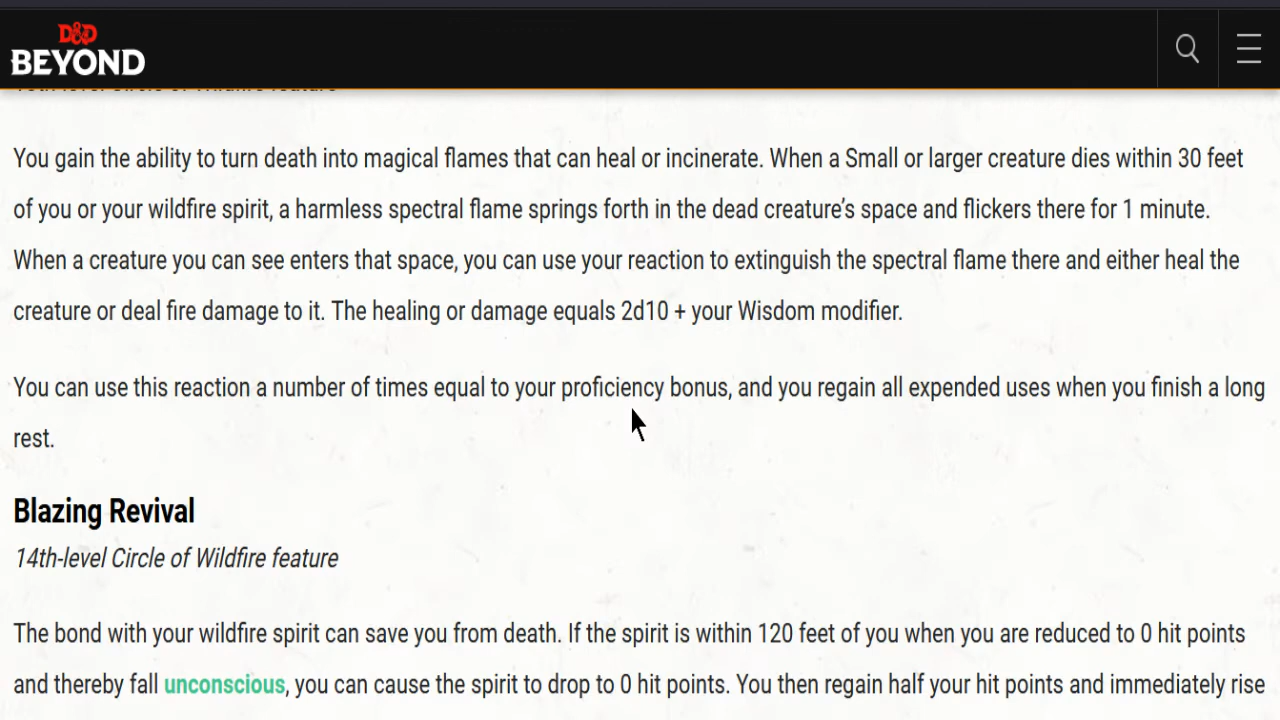 D&D
BEYOND
You gain the ability to turn death into magical flames that can heal or incinerate. When a Small or larger creature dies within 30 feet
of you or your wildfire spirit, a harmless spectral flame springs forth in the dead creature’s space and flickers there for 1 minute.
When a creature you can see enters that space, you can use your reaction to extinguish the spectral flame there and either heal the
creature or deal fire damage to it. The healing or damage equals 2d10 + your Wisdom modifier.
You can use this reaction a number of times equal to your proficiency bonus, and you regain all expended uses when you finish a long
rest.
Blazing Revival
14th-level Circle of Wildfire feature
The bond with your wildfire spirit can save you from death. If the spirit is within 120 feet of you when you are reduced to 0 hit points
and thereby fall unconscious, you can cause the spirit to drop to 0 hit points. You then regain half your hit points and immediately rise